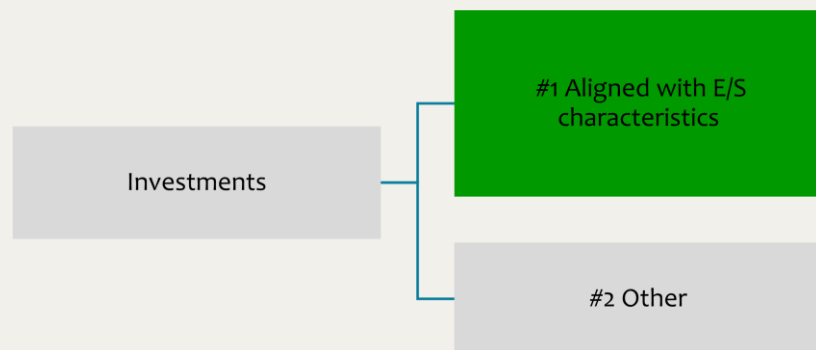 #1 Aligned with E/S
characteristics
Investments
#2 Other